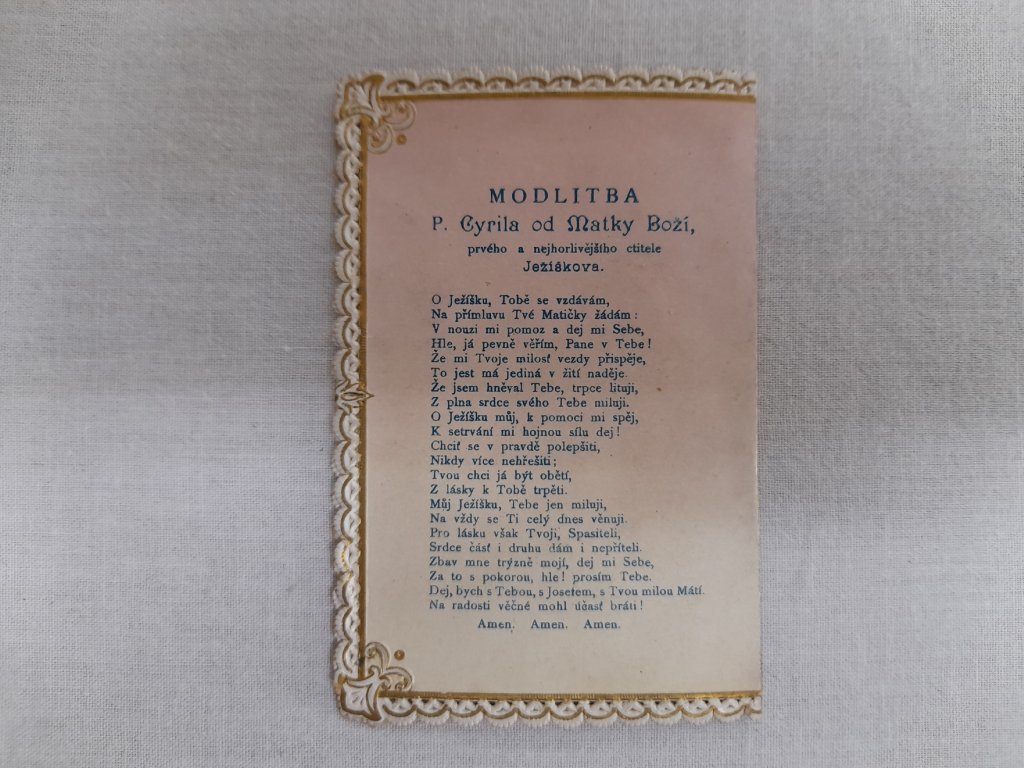 MODLITBA
P. Cyrila od Matky Boží,
prvého a nejhorlivějšího ctitele
Ježíškova.
O Ježíšku, Tobě se vzdávám,
Na přímluvu Tvé Matičky žádám:
V nouzi mi pomoz a dej mi Sebe,
Hle, já pevně věřím, Pane v Tebe!
Že mi Tvoje milosť vezdy přispěje,
To jest má jediná v žití naděje.
Že jsem hněval Tebe, trpce lituji,
Z plna srdce svého Tebe miluji.
O Ježíšku můj, k pomoci mi spěj,
K setrvání mi hojnou sílu dej!
Chciť se v pravdě polepšiti,
Nikdy více nehřešiti;
Tvou chci já být obětí,
Z lásky k Tobě trpěti.
Můj Ježíšku, Tebe jen miluji,
Na vždy se Ti celý dnes věnuji.
Pro lásku však Tvoji, Spasiteli,
Srdce čásť i druhu dám i nepříteli.
Zbav mne trýzně mojí, dej mi Sebe,
Za to s pokorou, hle! prosím Tebe.
Dej, bych s Tebou, s Josefem, s Tvou milou Mátí.
Na radosti věčné mohl účasť bráti!
Amen. Amen. Amen.